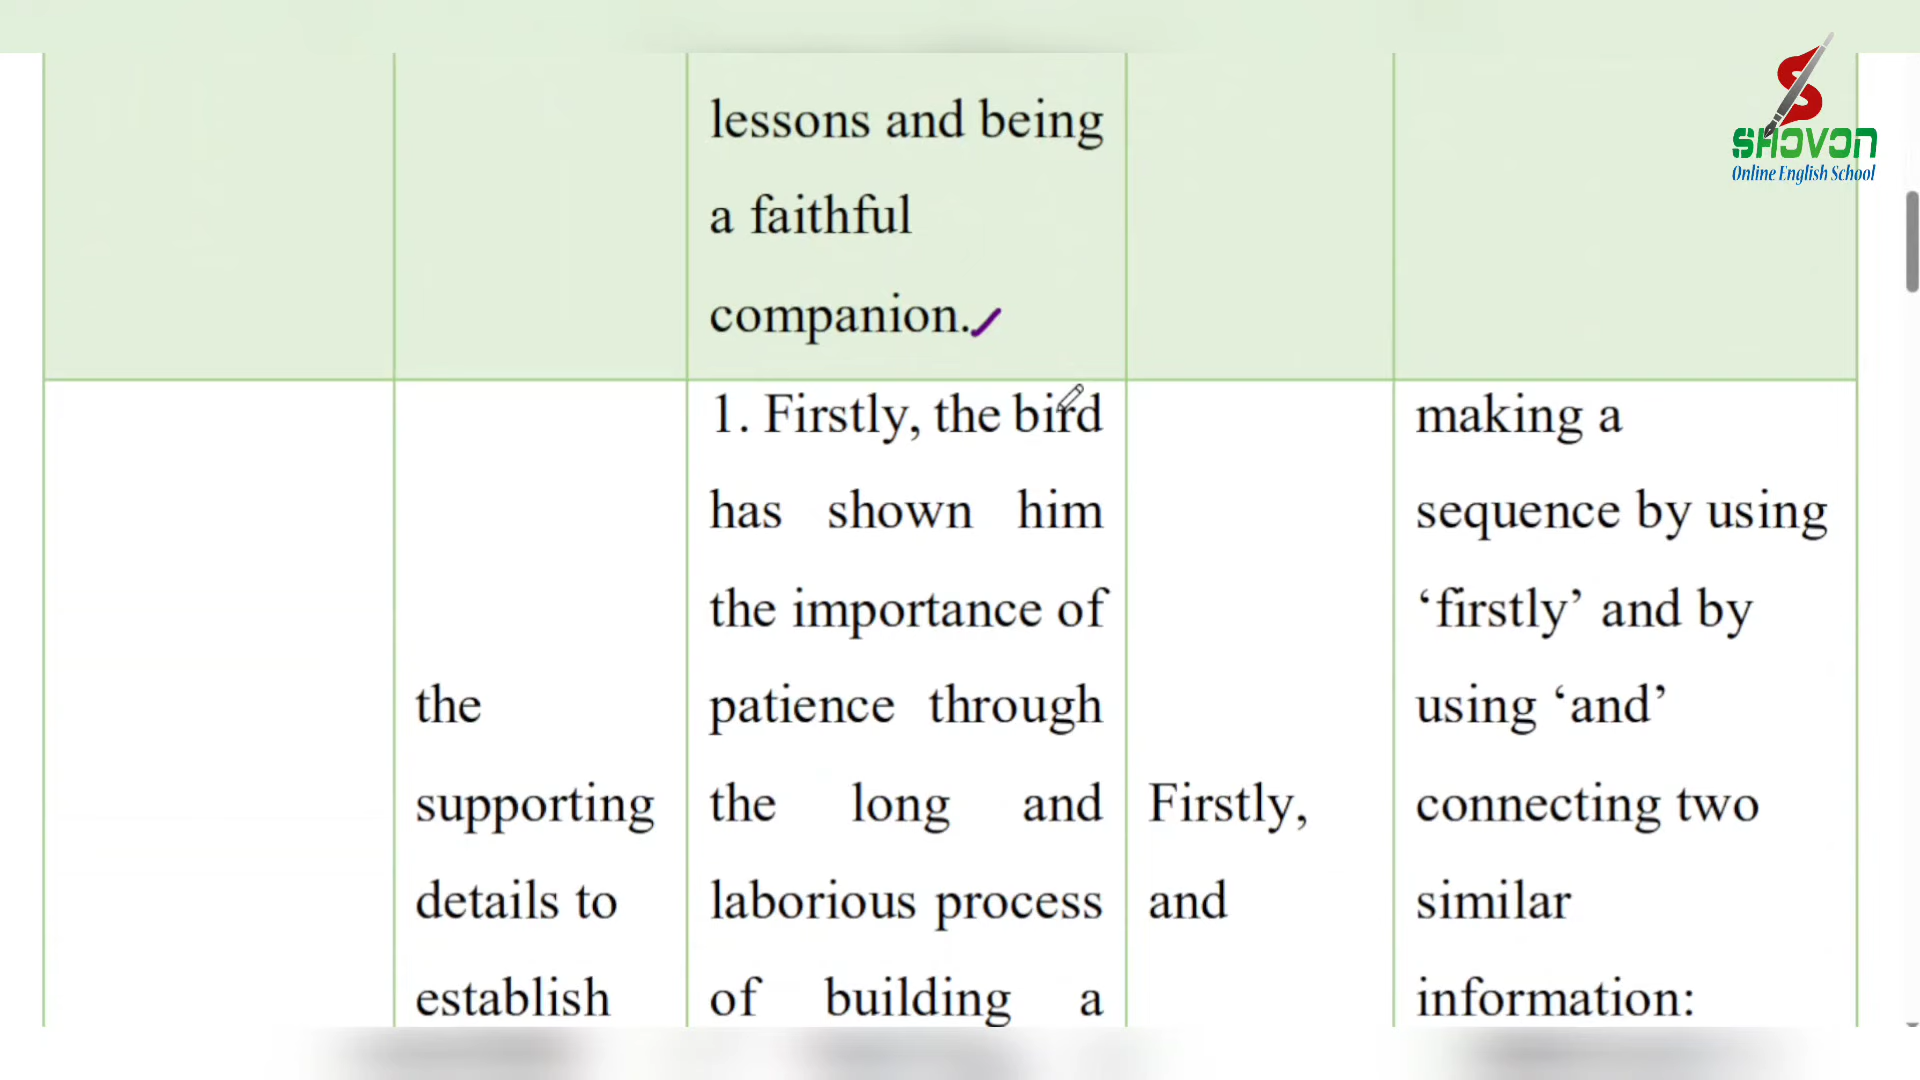 lessons and being
a faithful
companion.
SHOVON
Online English School
1. Firstly, the bird
has shown him
the importance of
patience through
the long and
laborious process
of building a
the
supporting
details to
establish
Firstly,
and
making a
sequence by using
‘firstly’ and by
using ‘and’
connecting two
similar
information: